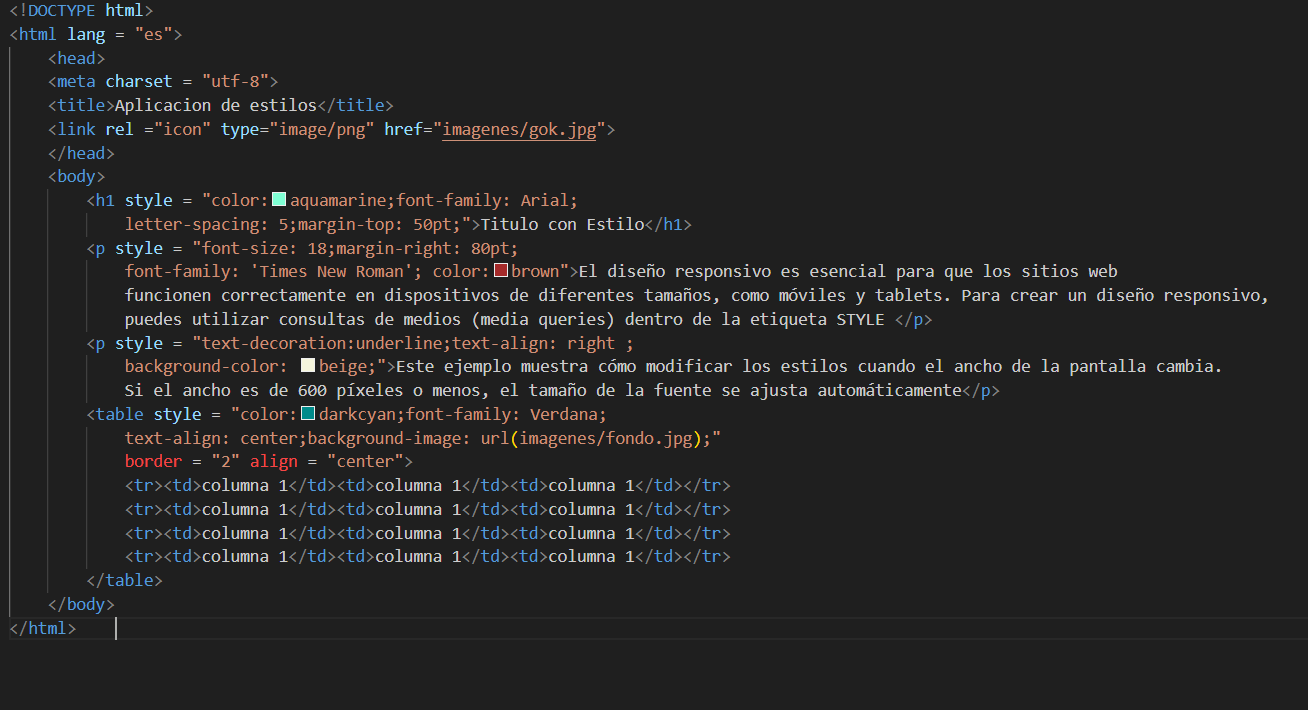 <!DOCTYPE html>
<html lang = "es">
    <head>
    <meta charset = "utf-8">
    <title>Aplicacion de estilos</title>
    <link rel ="icon" type="image/png" href="imagenes/gok.jpg">
    </head>
    <body>
        <h1 style = "color:aquamarine;font-family: Arial;
            letter-spacing: 5;margin-top: 50pt;">Titulo con Estilo</h1>
        <p style = "font-size: 18;margin-right: 80pt;
            font-family: 'Times New Roman'; color:brown">El diseño responsivo es esencial para que los sitios web
            funcionen correctamente en dispositivos de diferentes tamaños, como móviles y tablets. Para crear un diseño responsivo,
            puedes utilizar consultas de medios (media queries) dentro de la etiqueta STYLE </p>
        <p style = "text-decoration:underline;text-align: right ;
            background-color: beige;">Este ejemplo muestra cómo modificar los estilos cuando el ancho de la pantalla cambia.
            Si el ancho es de 600 píxeles o menos, el tamaño de la fuente se ajusta automáticamente</p>
        <table style = "color:darkcyan;font-family: Verdana;
            text-align: center;background-image: url(imagenes/fondo.jpg);"
            border = "2" align = "center">
            <tr><td>columna 1</td><td>columna 1</td><td>columna 1</td></tr>
            <tr><td>columna 1</td><td>columna 1</td><td>columna 1</td></tr>
            <tr><td>columna 1</td><td>columna 1</td><td>columna 1</td></tr>
            <tr><td>columna 1</td><td>columna 1</td><td>columna 1</td></tr>
        </table>
    </body>
</html>